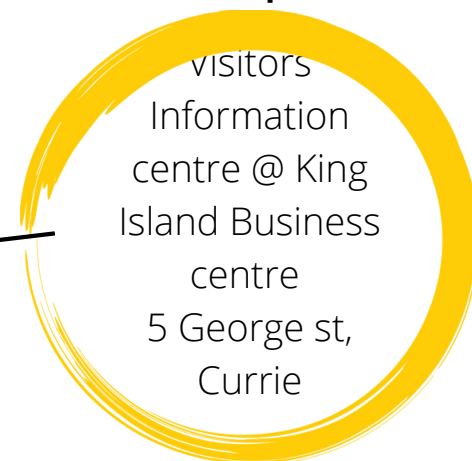 Visitors
Information
centre @ King
Island Business
centre
5 George st,
Currie